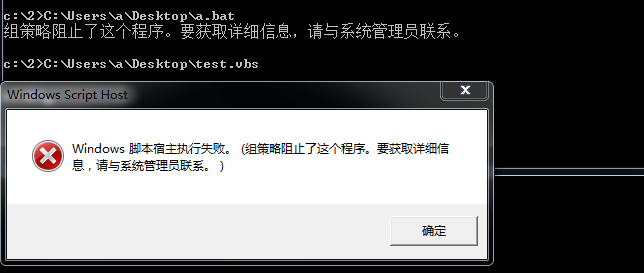 c:\2>C:\Users\a\Desktop\a.bat
组策略阻止了这个程序。要获取详细信息，请与系统管理员联系。
c:\2>C:\Users\a\Desktop\test.vbs
Windows Script Host
Windows 脚本宿主执行失败。 (组策略阻止了这个程序。要获取详细信
息，请与系统管理员联系。 )
确定